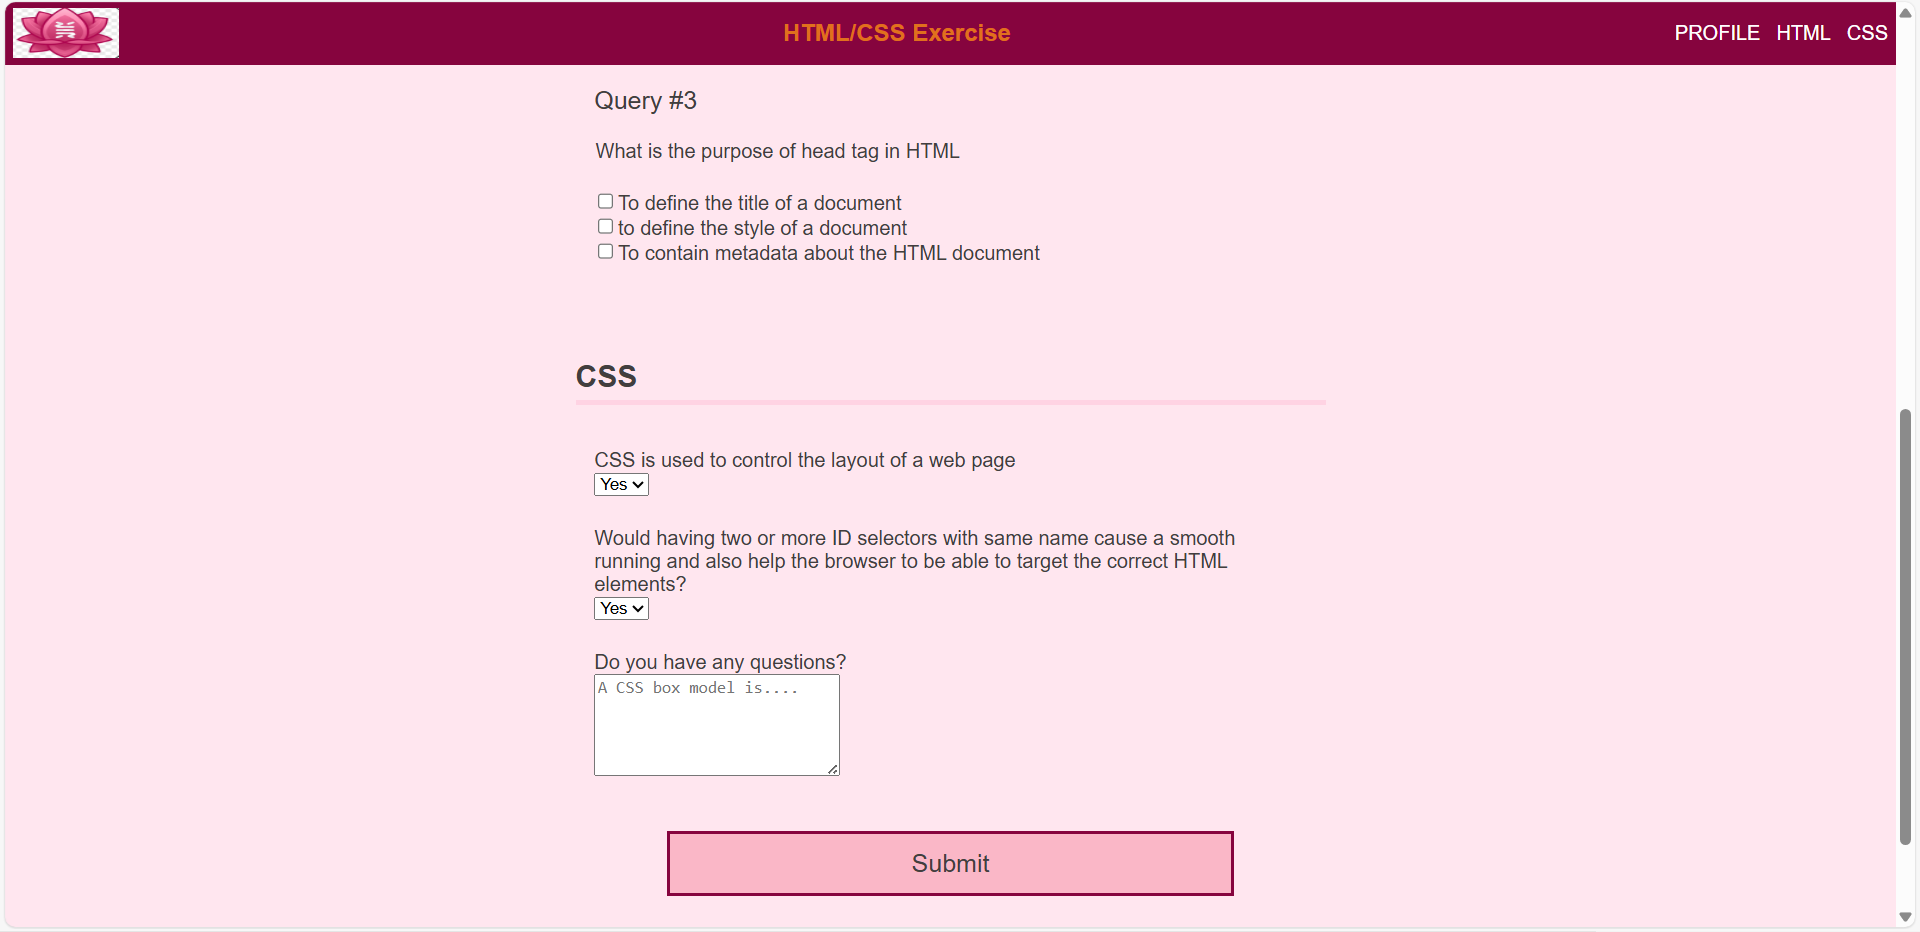 HTML/CSS Exercise
PROFILE HTML CSS
Query #3
What is the purpose of head tag in HTML
To define the title of a document
to define the style of a document
To contain metadata about the HTML document
CSS
CSS is used to control the layout of a web page
Yes
Would having two or more ID selectors with same name cause a smooth
running and also help the browser to be able to target the correct HTML
elements?
Yes
Do you have any questions?
A CSS box model is....
Submit